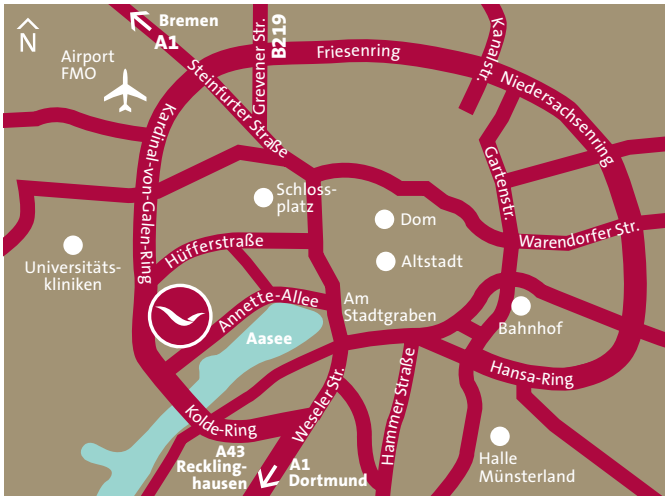 N
Bremen
A1
Airport
FMO
Steinfurter Straße
Grevener Str.
B219
Friesenring
Kanalstr.
Niedersachsenring
Kardinal-von-Galen-Ring
Gartenstr.
Schloss-
platz
Dom
Altstadt
Warendorfer Str.
Universitäts-
kliniken
Hüfferstraße
Annette-Allee
Am
Stadtgraben
Aasee
Bahnhof
Hansa-Ring
Kolde-Ring
Weseler Str.
Hammer Straße
A43
Reckling-
hausen
A1
Dortmund
Halle
Münsterland